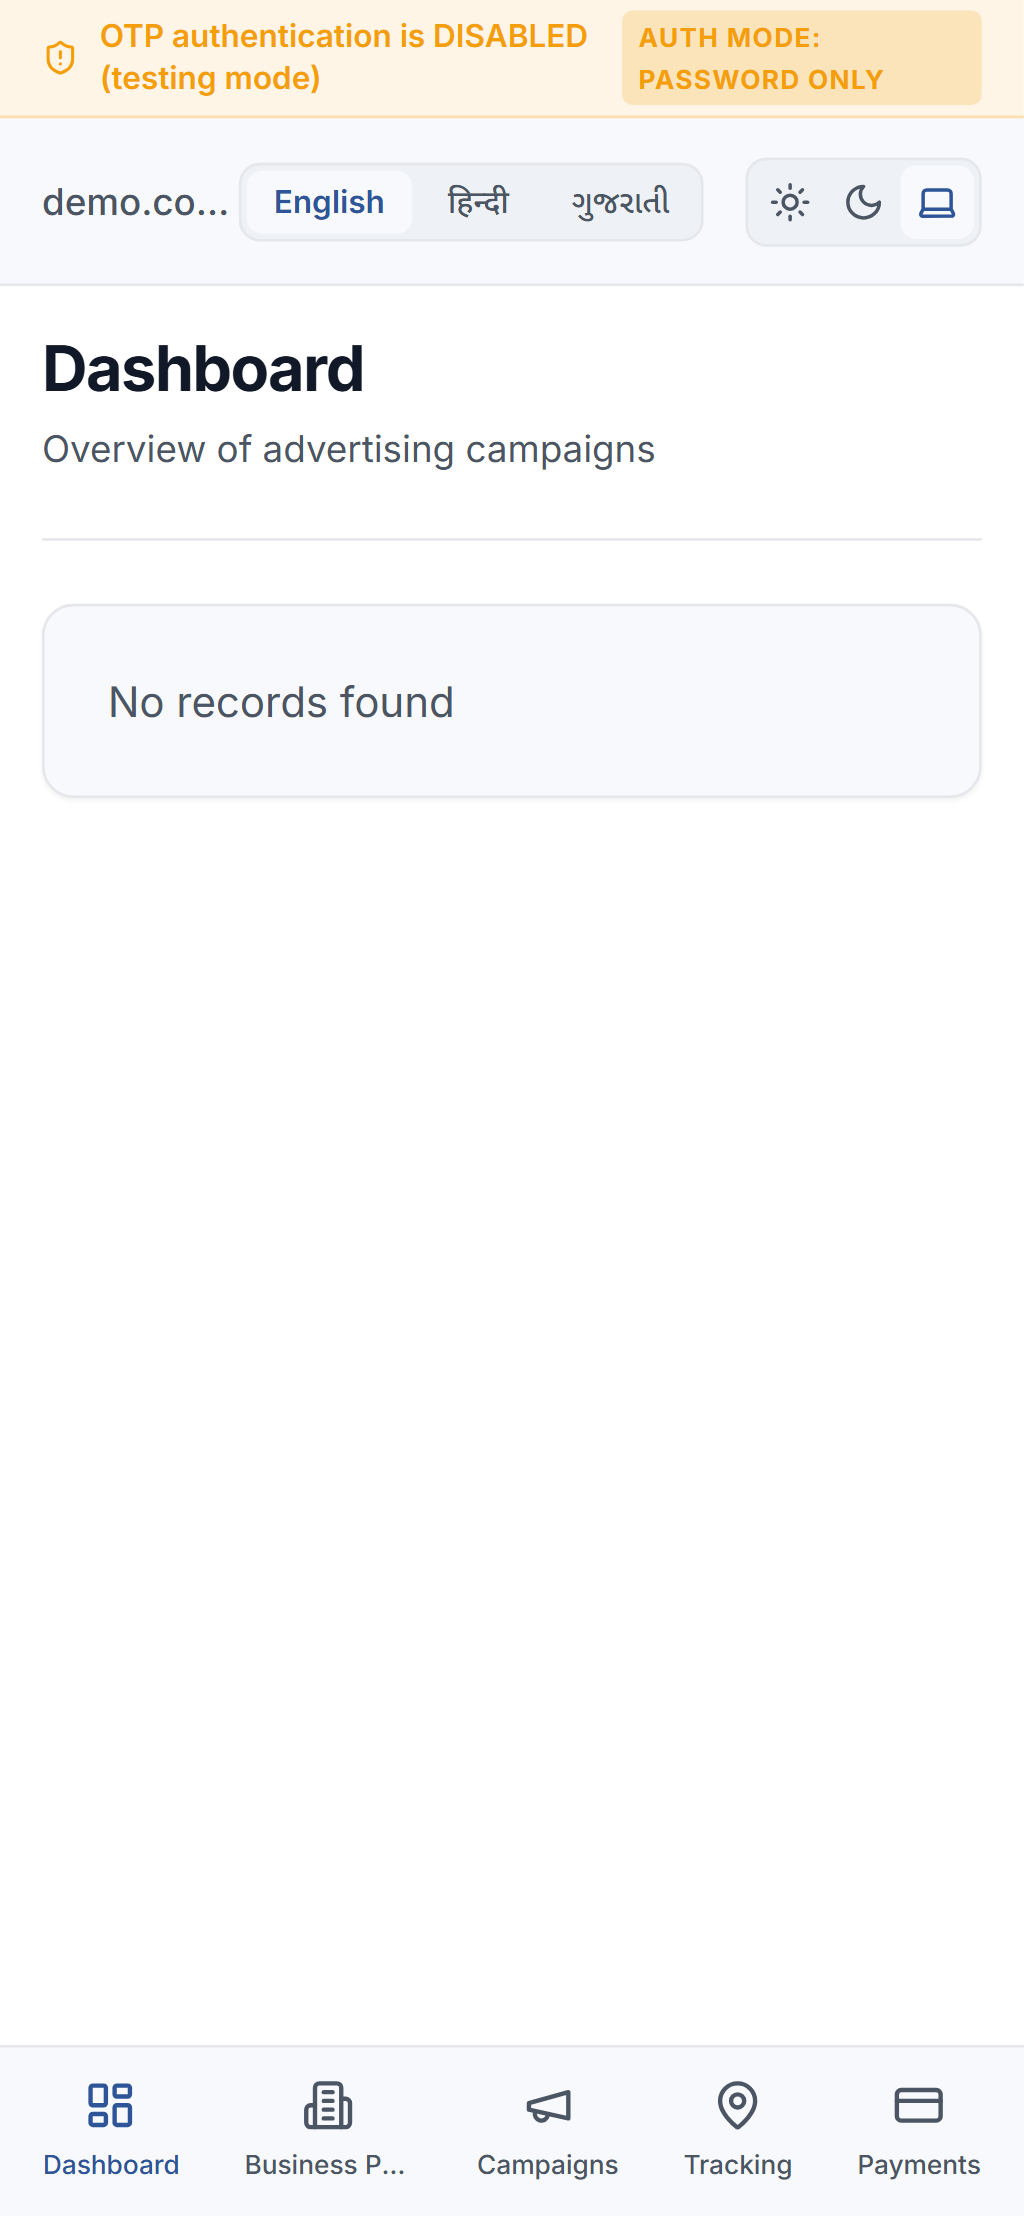 OTP authentication is DISABLED
(testing mode)
AUTH MODE:
PASSWORD ONLY
demo.co...
English
हिन्दी
ગુજરાતી
Dashboard
Overview of advertising campaigns
No records found
Dashboard
Business P...
Campaigns
Tracking
Payments